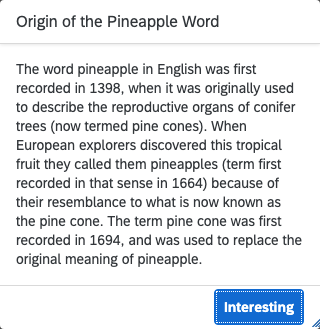 Origin of the Pineapple Word
The word pineapple in English was first
recorded in 1398, when it was originally used
to describe the reproductive organs of conifer
trees (now termed pine cones). When
European explorers discovered this tropical
fruit they called them pineapples (term first
recorded in that sense in 1664) because of
their resemblance to what is now known as
the pine cone. The term pine cone was first
recorded in 1694, and was used to replace the
original meaning of pineapple.
Interesting